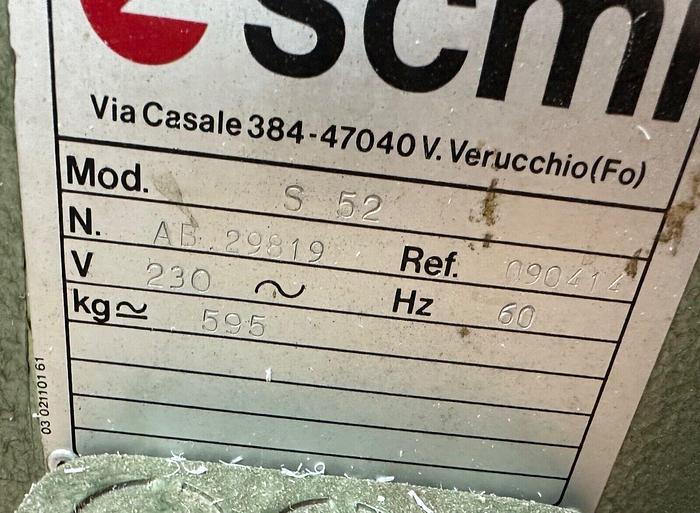 scmi
Via Casale 384-47040 V. Verucchio(Fo)
Mod. S 52
N. AB.29819 Ref. 090414
V 230 ~ Hz 60
kg≃ 595
03 02110161